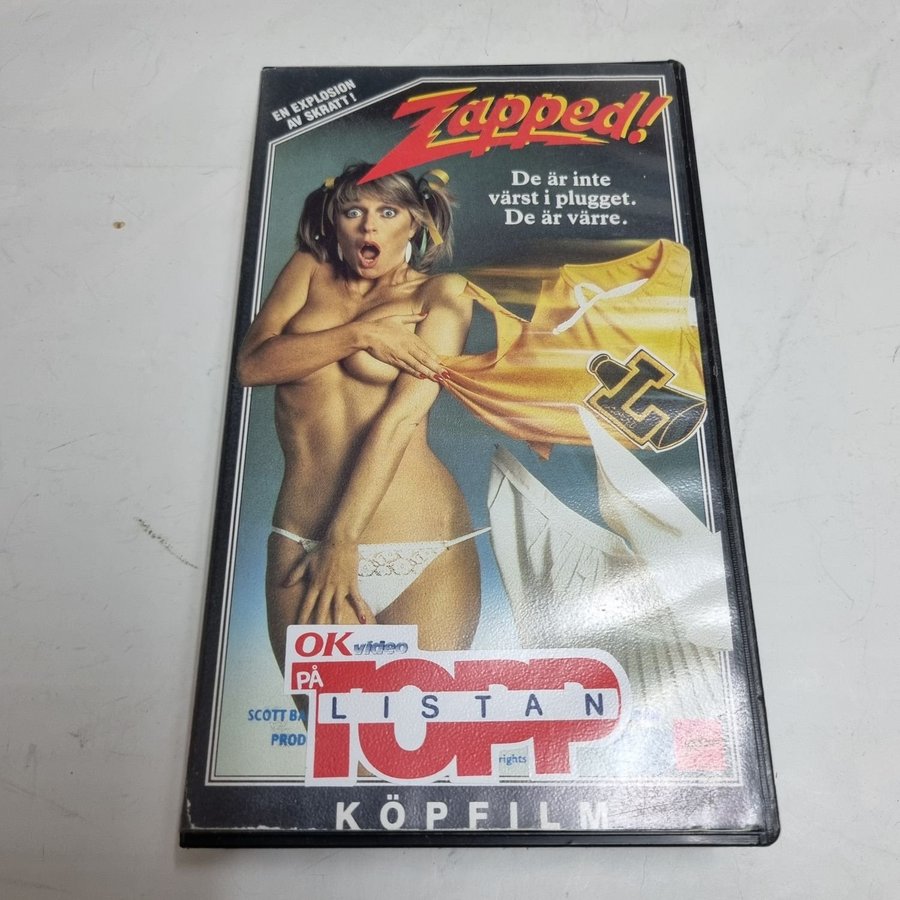 EN EXPLOSION
AV SKRATT!
Zapped!
De är inte
värst i plugget.
De är värre.
L
OK video
PÅ
TOPP
LISTAN
SCOTT BA
PROD
rights
KÖPFILM